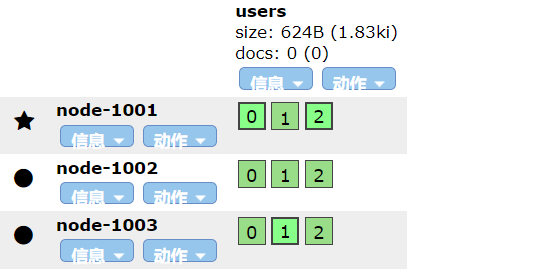 users
size: 624B (1.83ki)
docs: 0 (0)
信息 动作
node-1001
信息 动作
0 1 2
node-1002
信息 动作
0 1 2
node-1003
信息 动作
0 1 2